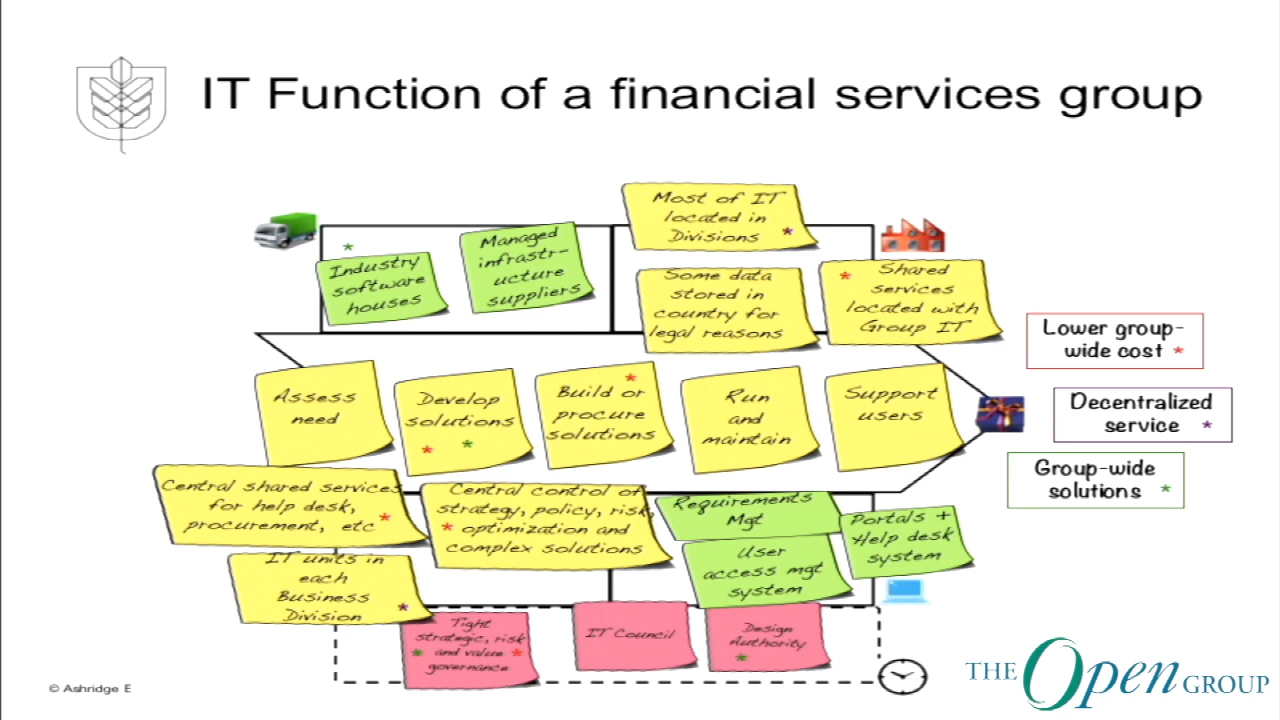 IT Function of a financial services group
Most of IT
located in
Divisions *
* Industry
software
houses
Managed
infrastr-
ucture
suppliers
Some data
stored in
country for
legal reasons
* Shared
services
located with
Group IT
Lower group-
wide cost *
Decentralized
service *
Group-wide
solutions *
Assess
need
Develop
solutions
* *
*
Build or
procure
solutions
Run
and
maintain
Support
users
Central shared services
for help desk,
procurement, etc *
Central control of
strategy, policy, risk,
* optimization and
complex solutions
Requirements
Mgt
Portals +
Help desk
system
User
access mgt
system
IT units in
each
Business
Division *
Tight
strategic, risk
* and value *
governance
IT Council
Design
Authority
*
© Ashridge E
THE Open GROUP